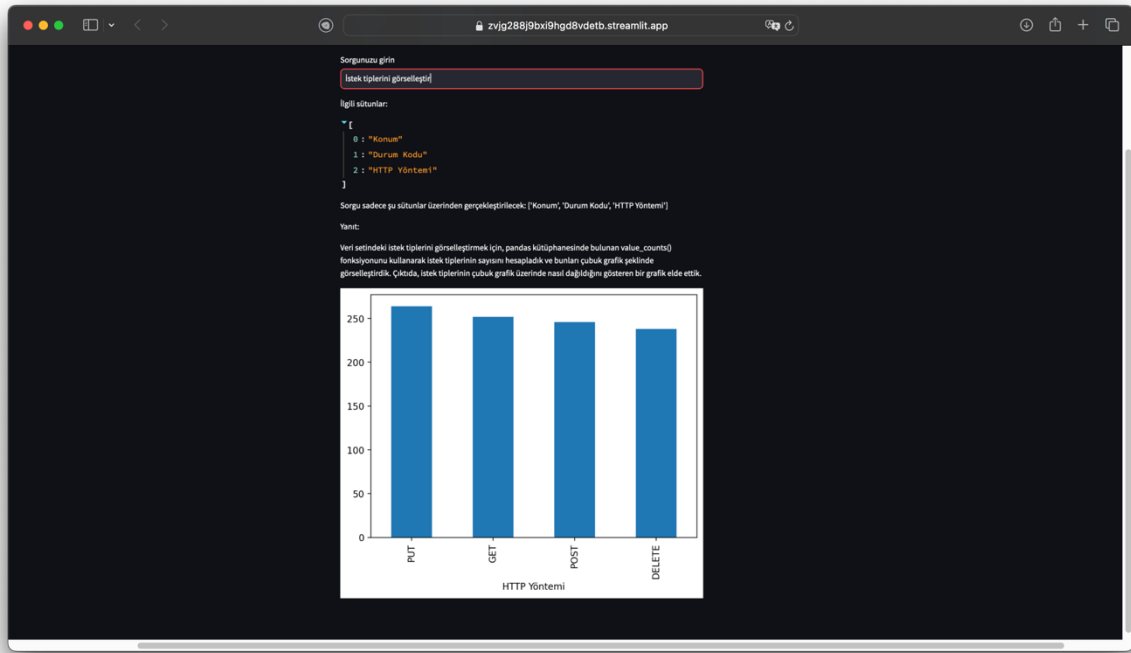 zvjg288j9bxi9hgd8vdetb.streamlit.app
Sorgunuzu girin
İstek tiplerini görselleştir
İlgili sütunlar:
[
0 : "Konum"
1 : "Durum Kodu"
2 : "HTTP Yöntemi"
]
Sorgu sadece şu sütunlar üzerinden gerçekleştirilecek: ['Konum', 'Durum Kodu', 'HTTP Yöntemi']
Yanıt:
Veri setindeki istek tiplerini görselleştirmek için, pandas kütüphanesinde bulunan value_counts()
fonksiyonunu kullanarak istek tiplerinin sayısını hesapladık ve bunları çubuk grafik şeklinde
görselleştirdik. Çıktıda, istek tiplerinin çubuk grafik üzerinde nasıl dağıldığını gösteren bir grafik elde ettik.
250
200
150
100
50
0
PUT
GET
POST
DELETE
HTTP Yöntemi